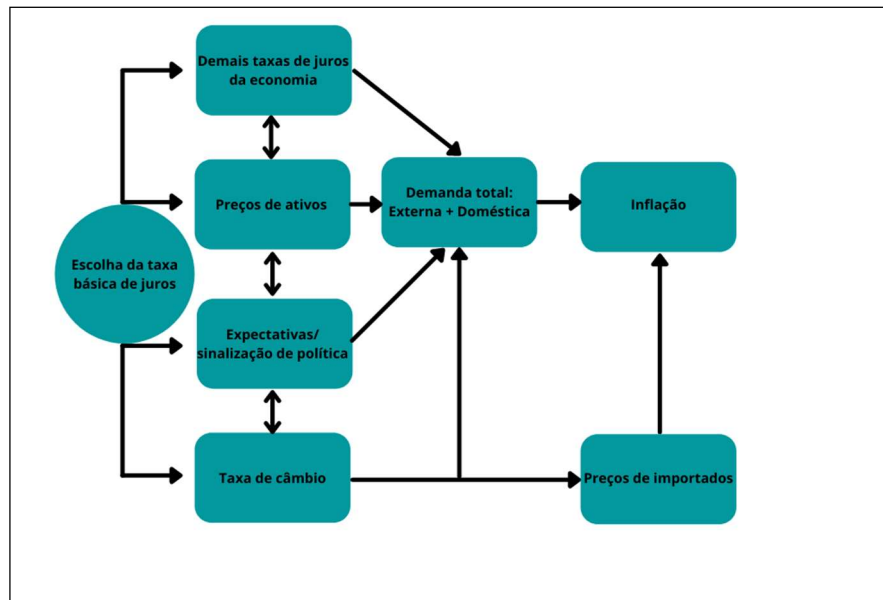 Demais taxas de juros
da economia
Preços de ativos
Demanda total:
Externa + Doméstica
Inflação
Escolha da taxa
básica de juros
Expectativas/
sinalização de política
Taxa de câmbio
Preços de importados